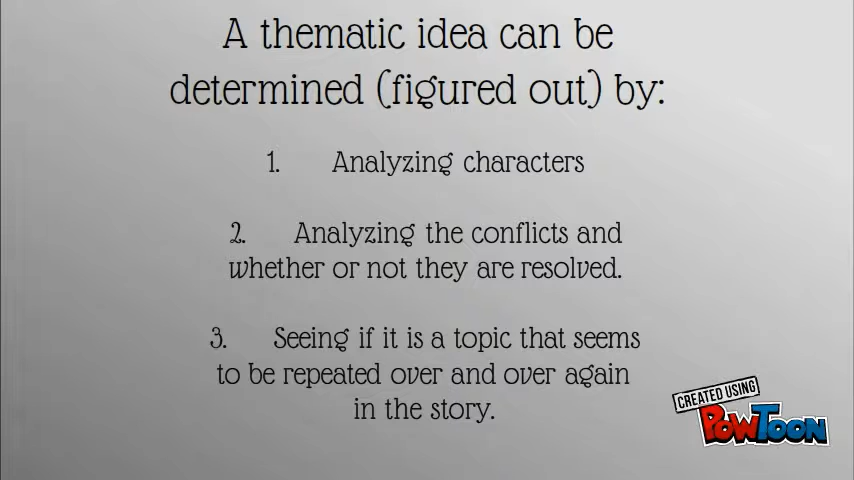 A thematic idea can be
determined (figured out) by:
1. Analyzing characters
2. Analyzing the conflicts and
whether or not they are resolved.
3. Seeing if it is a topic that seems
to be repeated over and over again
in the story.
CREATED USING
POWTOON